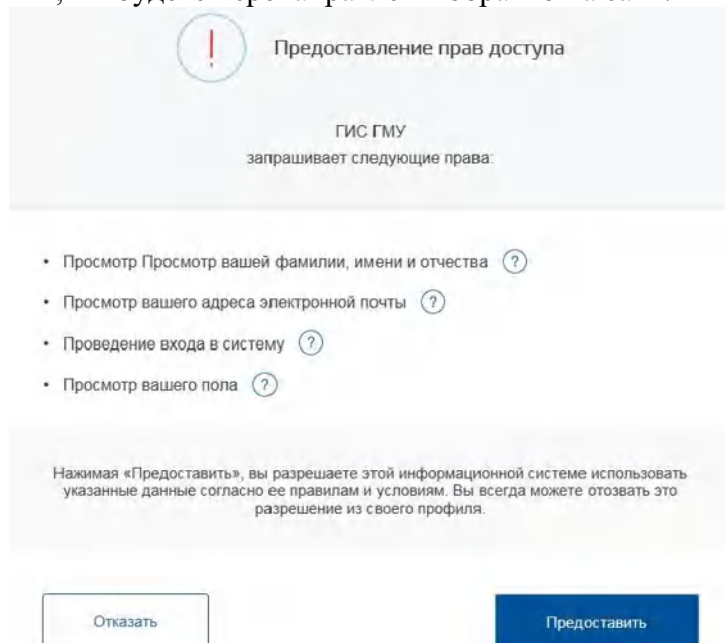 Предоставление прав доступа
ГИС ГМУ
запрашивает следующие права:
• Просмотр Просмотр вашей фамилии, имени и отчества ?
• Просмотр вашего адреса электронной почты ?
• Проведение входа в систему ?
• Просмотр вашего пола ?
Нажимая «Предоставить», вы разрешаете этой информационной системе использовать
указанные данные согласно ее правилам и условиям. Вы всегда можете отозвать это
разрешение из своего профиля.
Отказать
Предоставить